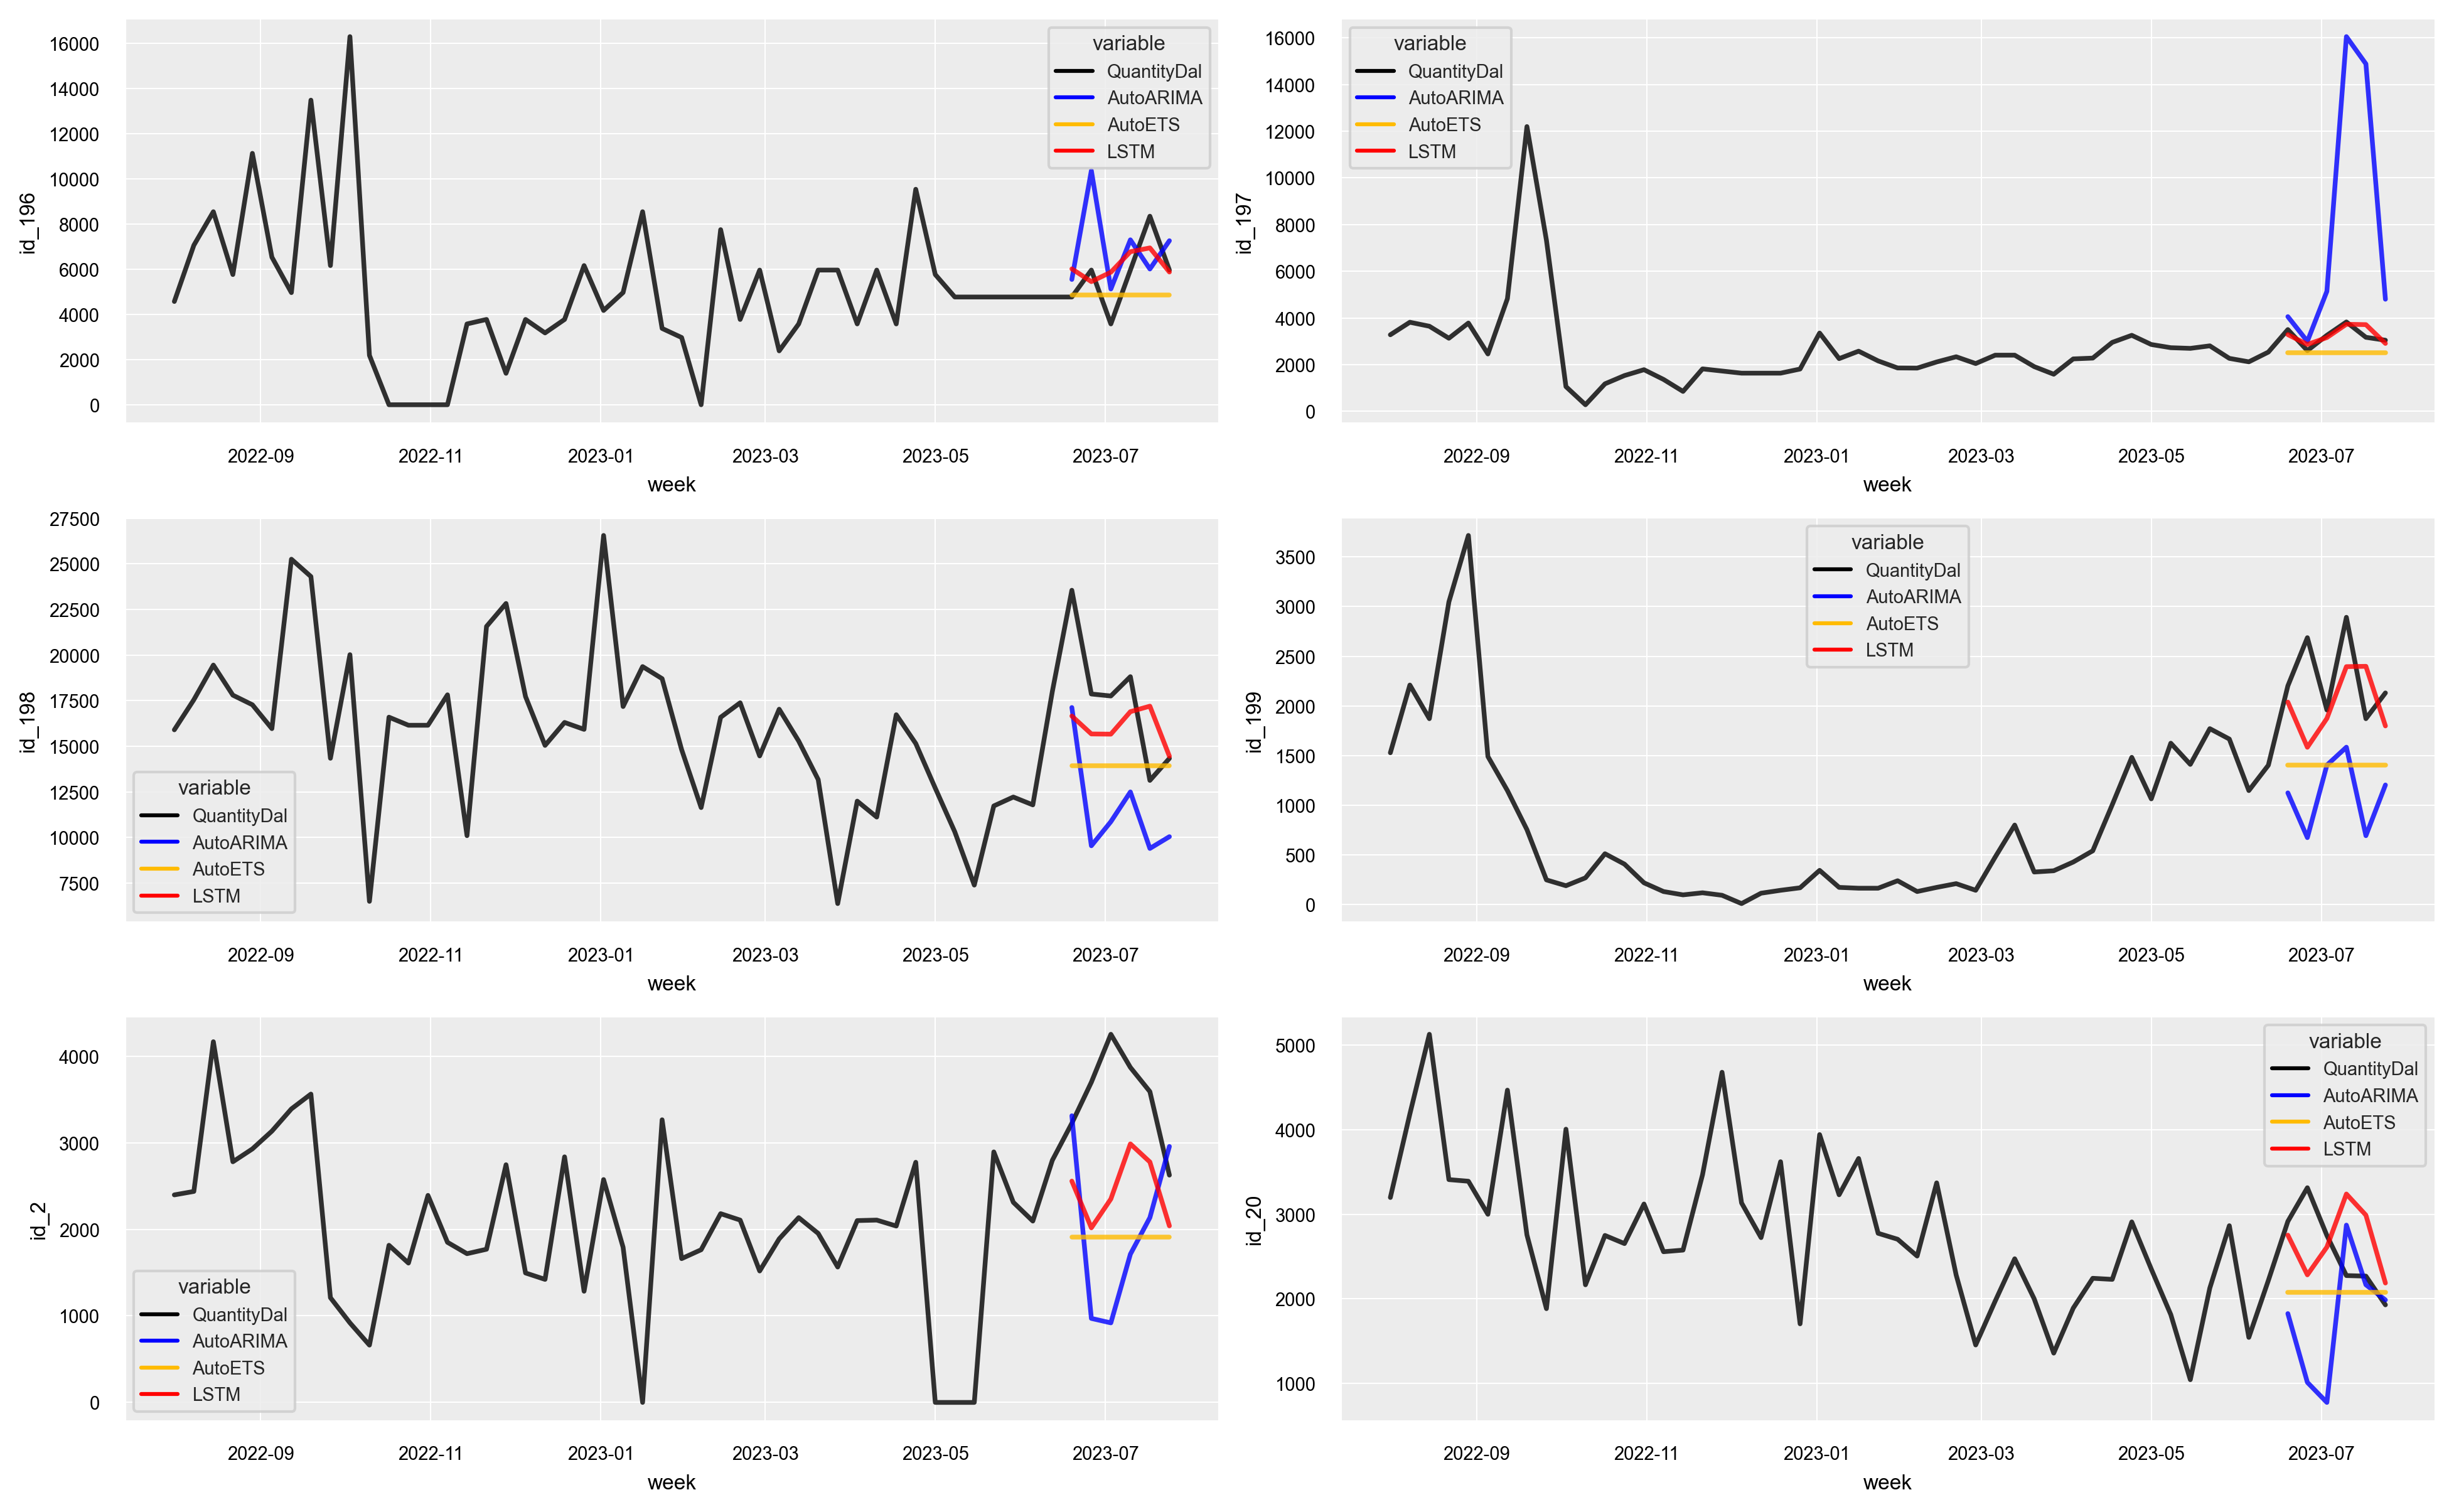 id_196
16000
14000
12000
10000
8000
6000
4000
2000
0
variable
QuantityDal
AutoARIMA
AutoETS
LSTM
2022-09 2022-11 2023-01 2023-03 2023-05 2023-07
week
id_197
16000
14000
12000
10000
8000
6000
4000
2000
0
variable
QuantityDal
AutoARIMA
AutoETS
LSTM
2022-09 2022-11 2023-01 2023-03 2023-05 2023-07
week
id_198
27500
25000
22500
20000
17500
15000
12500
10000
7500
variable
QuantityDal
AutoARIMA
AutoETS
LSTM
2022-09 2022-11 2023-01 2023-03 2023-05 2023-07
week
id_199
3500
3000
2500
2000
1500
1000
500
0
variable
QuantityDal
AutoARIMA
AutoETS
LSTM
2022-09 2022-11 2023-01 2023-03 2023-05 2023-07
week
id_2
4000
3000
2000
1000
0
variable
QuantityDal
AutoARIMA
AutoETS
LSTM
2022-09 2022-11 2023-01 2023-03 2023-05 2023-07
week
id_20
5000
4000
3000
2000
1000
variable
QuantityDal
AutoARIMA
AutoETS
LSTM
2022-09 2022-11 2023-01 2023-03 2023-05 2023-07
week